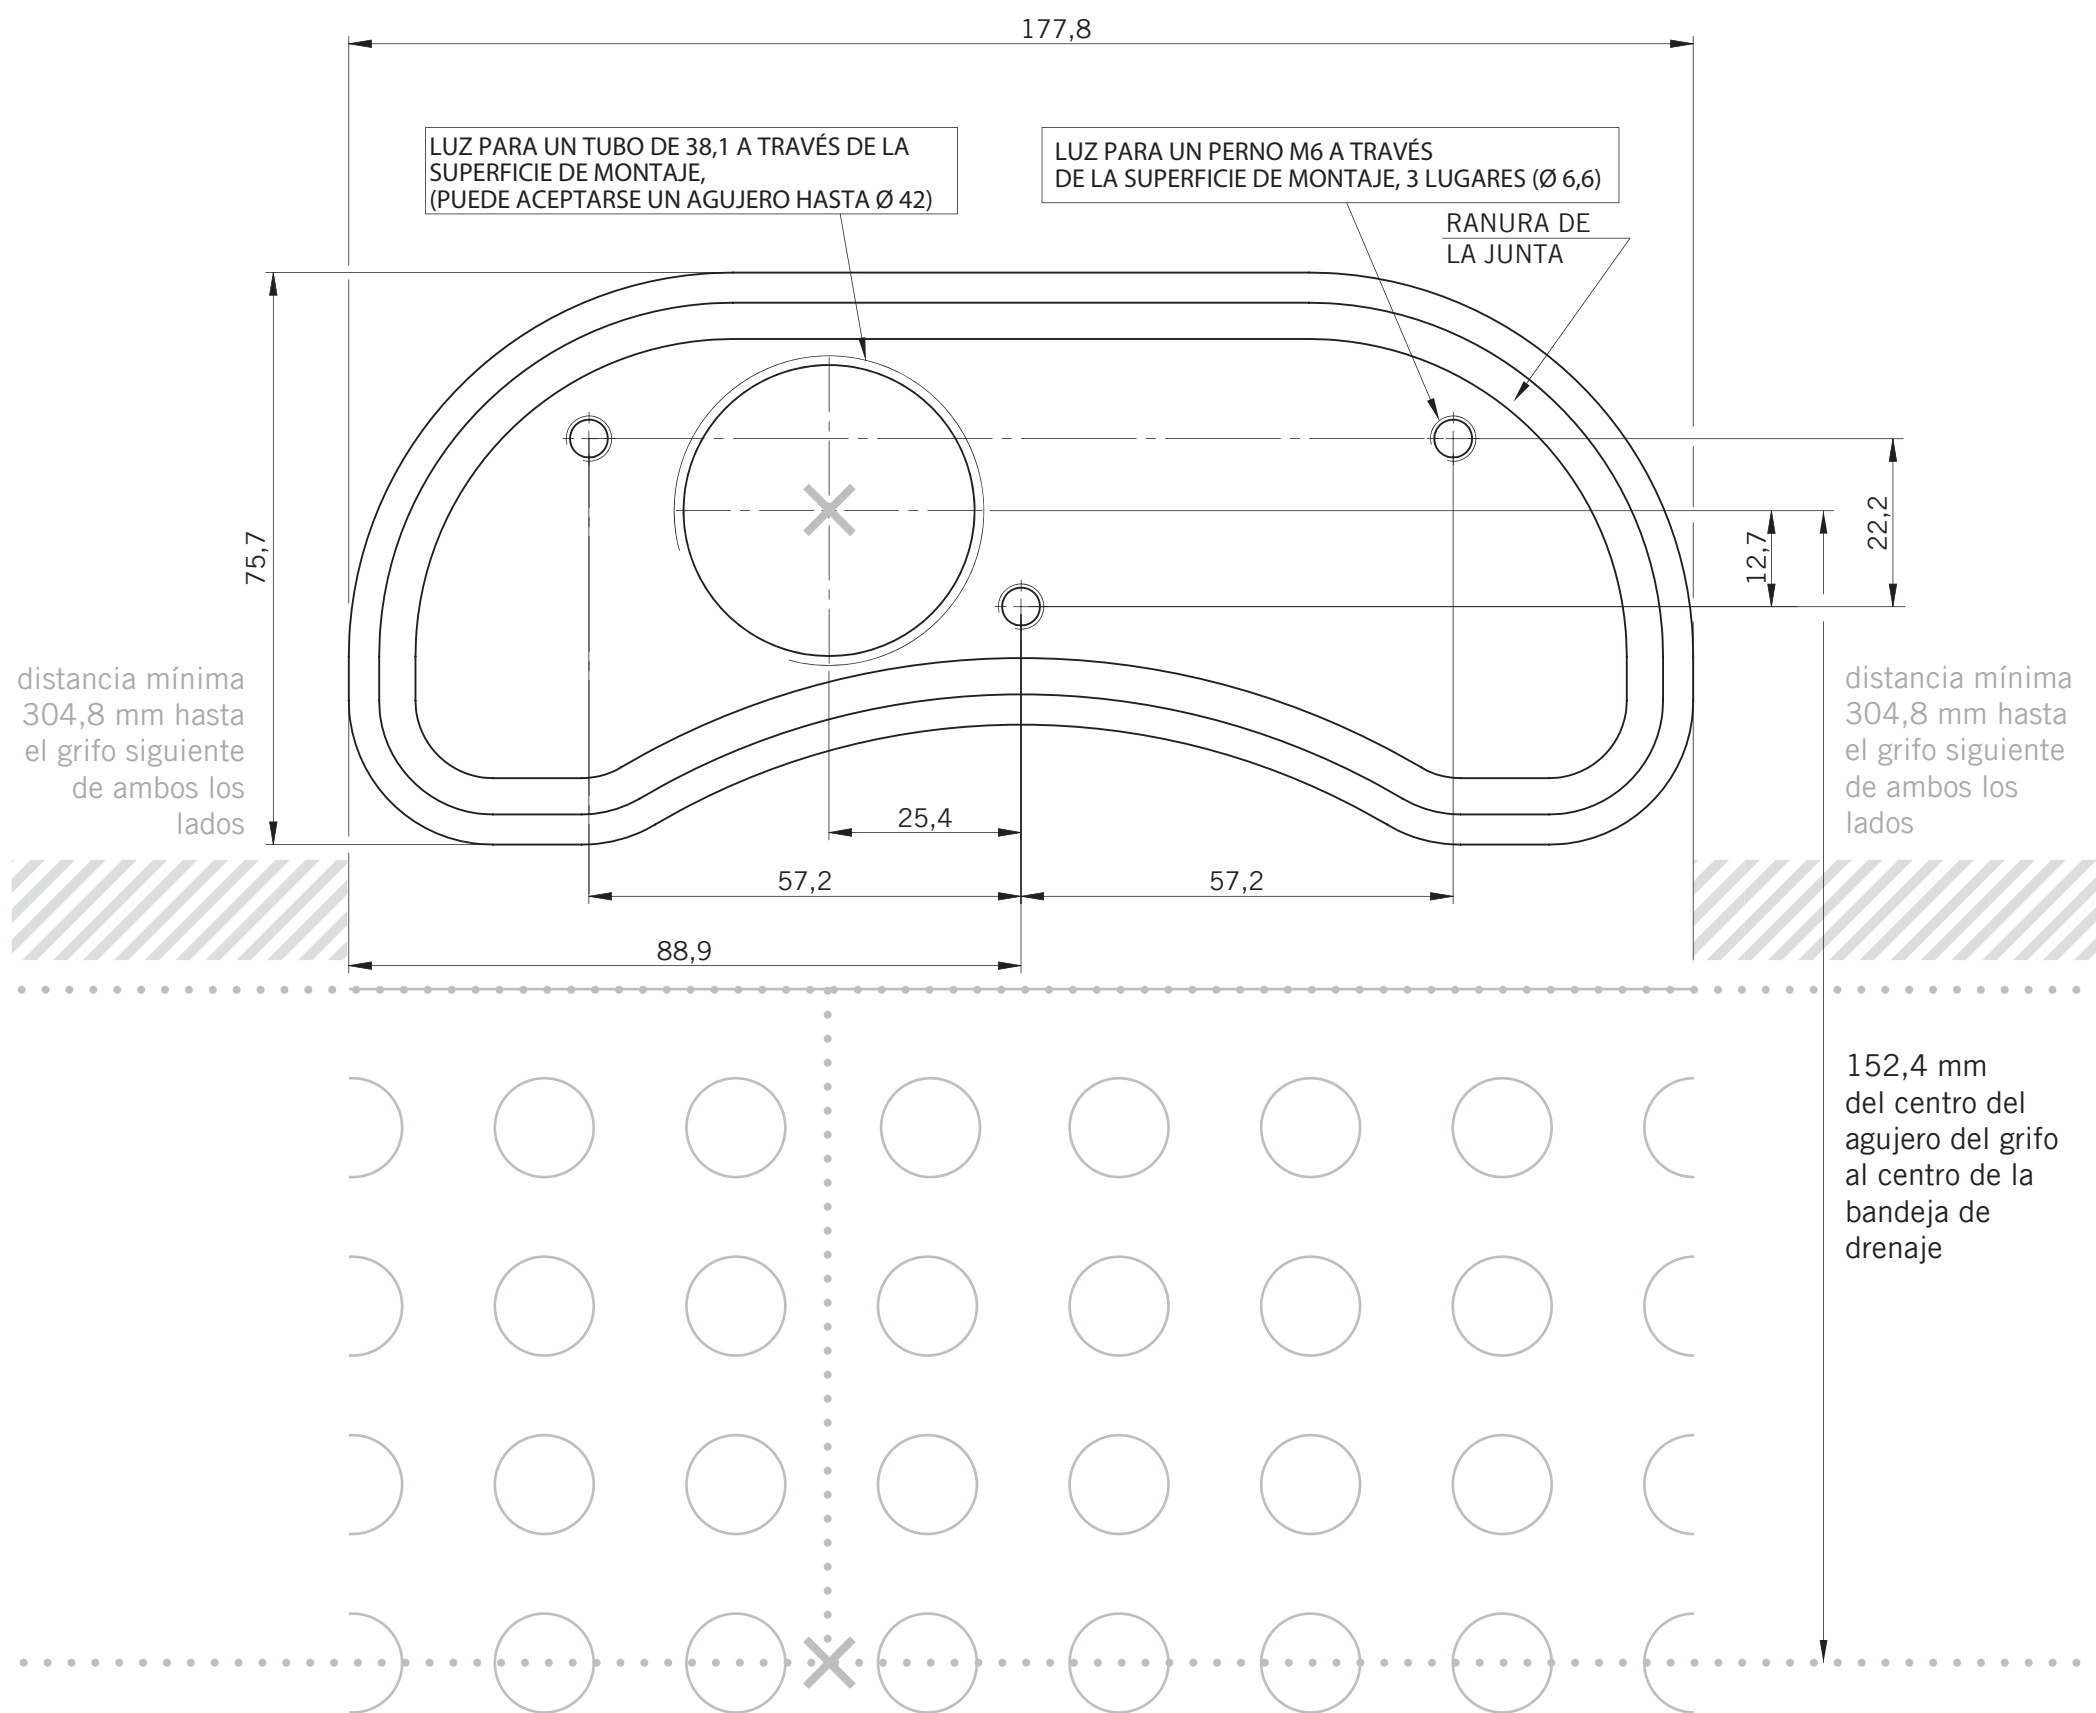 177,8
LUZ PARA UN TUBO DE 38,1 A TRAVÉS DE LA
SUPERFICIE DE MONTAJE,
(PUEDE ACEPTARSE UN AGUJERO HASTA Ø 42)
LUZ PARA UN PERNO M6 A TRAVÉS
DE LA SUPERFICIE DE MONTAJE, 3 LUGARES (Ø 6,6)
RANURA DE
LA JUNTA
75,7
12,7
22,2
distancia mínima
304,8 mm hasta
el grifo siguiente
de ambos los
lados
distancia mínima
304,8 mm hasta
el grifo siguiente
de ambos los
lados
25,4
57,2
57,2
88,9
152,4 mm
del centro del
agujero del grifo
al centro de la
bandeja de
drenaje